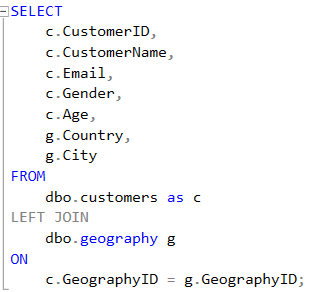 SELECT
    c.CustomerID,
    c.CustomerName,
    c.Email,
    c.Gender,
    c.Age,
    g.Country,
    g.City
FROM
    dbo.customers as c
LEFT JOIN
    dbo.geography g
ON
    c.GeographyID = g.GeographyID;